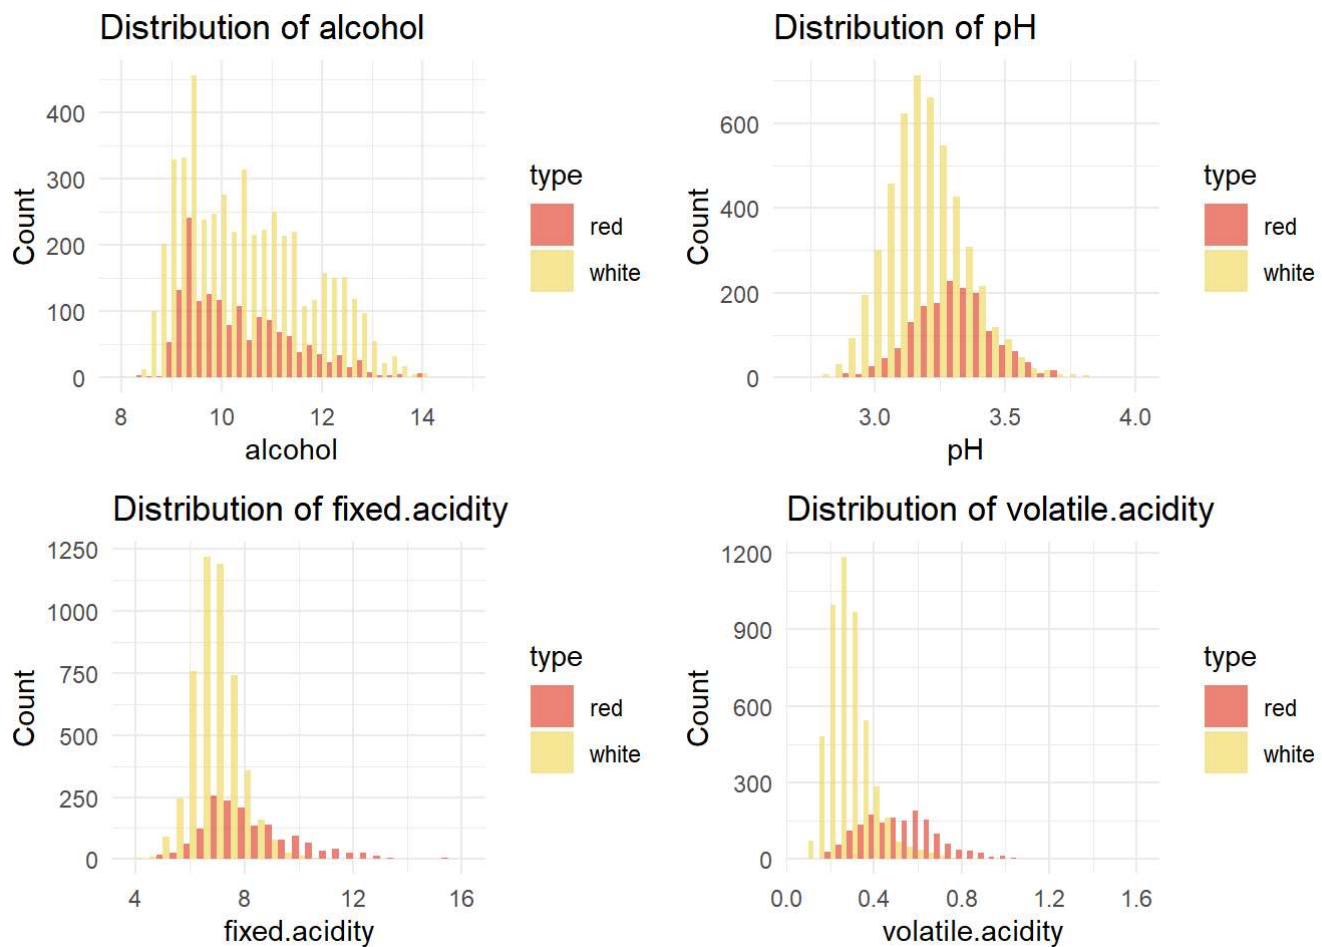 Distribution of alcohol
400
300
200
100
0
Count
8 10 12 14
alcohol
type
red
white
Distribution of pH
600
400
200
0
Count
3.0 3.5 4.0
pH
type
red
white
Distribution of fixed.acidity
1250
1000
750
500
250
0
Count
4 8 12 16
fixed.acidity
type
red
white
Distribution of volatile.acidity
1200
900
600
300
0
Count
0.0 0.4 0.8 1.2 1.6
volatile.acidity
type
red
white